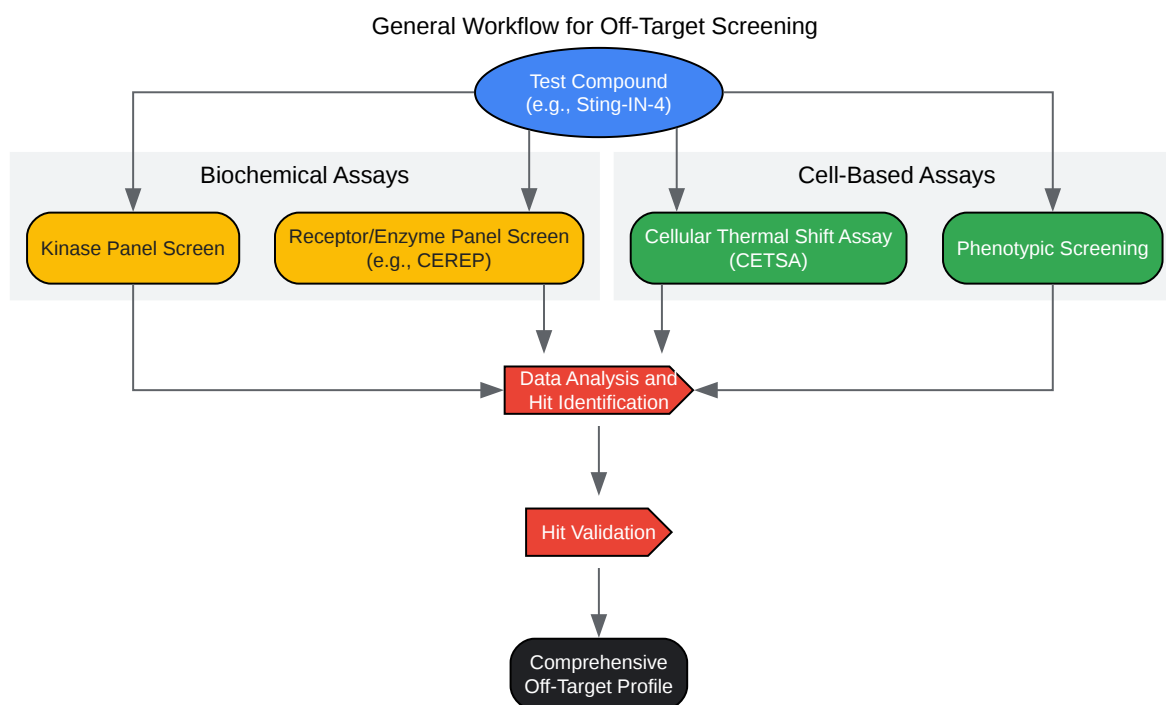 General Workflow for Off-Target Screening
Test Compound
(e.g., Sting-IN-4)
Biochemical Assays
Cell-Based Assays
Kinase Panel Screen
Receptor/Enzyme Panel Screen
(e.g., CEREP)
Cellular Thermal Shift Assay
(CETSA)
Phenotypic Screening
Data Analysis and
Hit Identification
Hit Validation
Comprehensive
Off-Target Profile